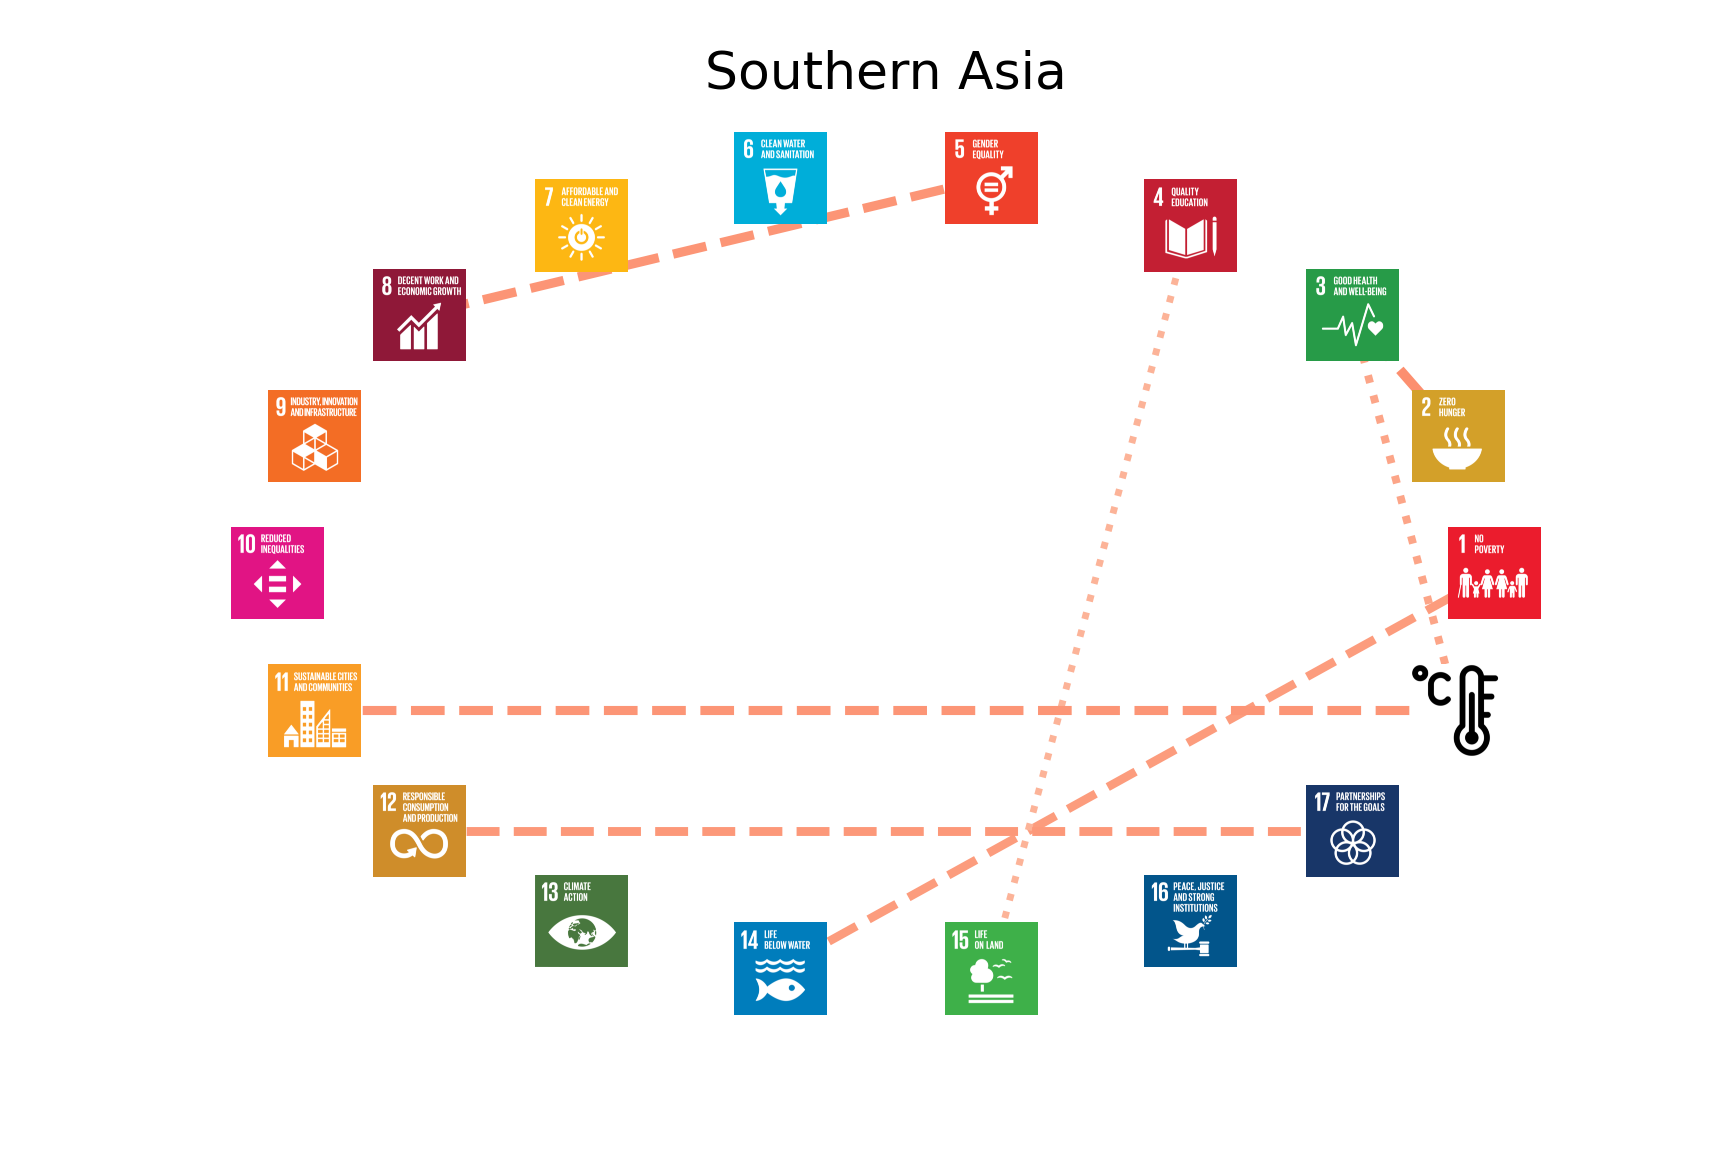 Southern Asia
6 CLEAN WATER
AND SANITATION
5 GENDER
EQUALITY
7 AFFORDABLE AND
CLEAN ENERGY
4 QUALITY
EDUCATION
8 DECENT WORK AND
ECONOMIC GROWTH
3 GOOD HEALTH
AND WELL-BEING
9 INDUSTRY, INNOVATION
AND INFRASTRUCTURE
2 ZERO
HUNGER
10 REDUCED
INEQUALITIES
1 NO
POVERTY
11 SUSTAINABLE CITIES
AND COMMUNITIES
°C
12 RESPONSIBLE
CONSUMPTION
AND PRODUCTION
17 PARTNERSHIPS
FOR THE GOALS
13 CLIMATE
ACTION
16 PEACE, JUSTICE
AND STRONG
INSTITUTIONS
14 LIFE
BELOW WATER
15 LIFE
ON LAND